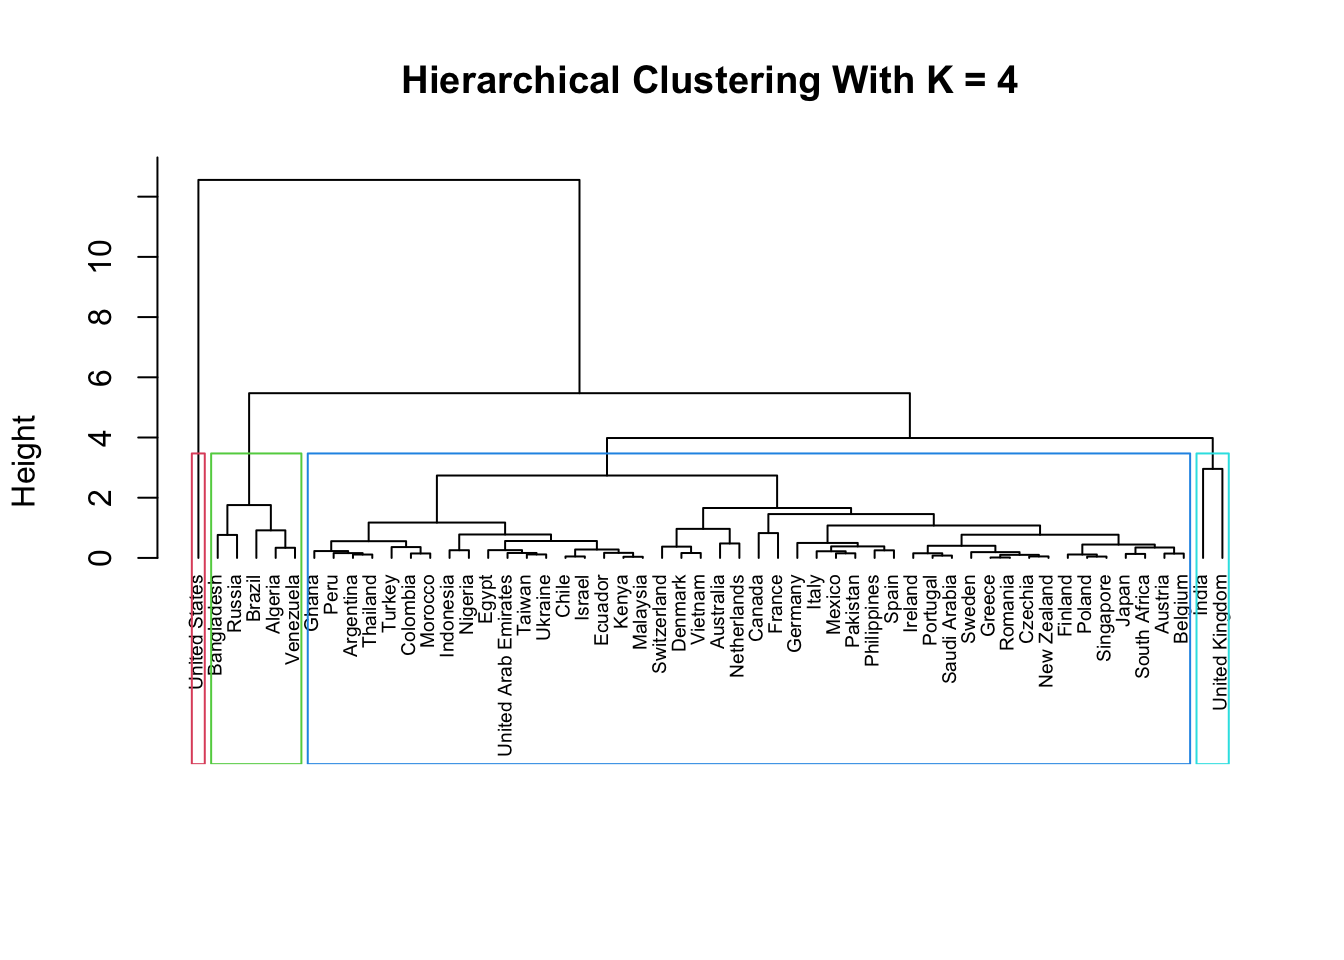 Hierarchical Clustering With K = 4
Height
10
8
6
4
2
0
United States
Bangladesh
Russia
Brazil
Algeria
Venezuela
Ghana
Peru
Argentina
Thailand
Turkey
Colombia
Morocco
Indonesia
Nigeria
Egypt
United Arab Emirates
Taiwan
Ukraine
Chile
Israel
Ecuador
Kenya
Malaysia
Switzerland
Denmark
Vietnam
Australia
Netherlands
Canada
France
Germany
Italy
Mexico
Pakistan
Philippines
Spain
Ireland
Portugal
Saudi Arabia
Sweden
Greece
Romania
Czechia
New Zealand
Finland
Poland
Singapore
Japan
South Africa
Austria
Belgium
India
United Kingdom